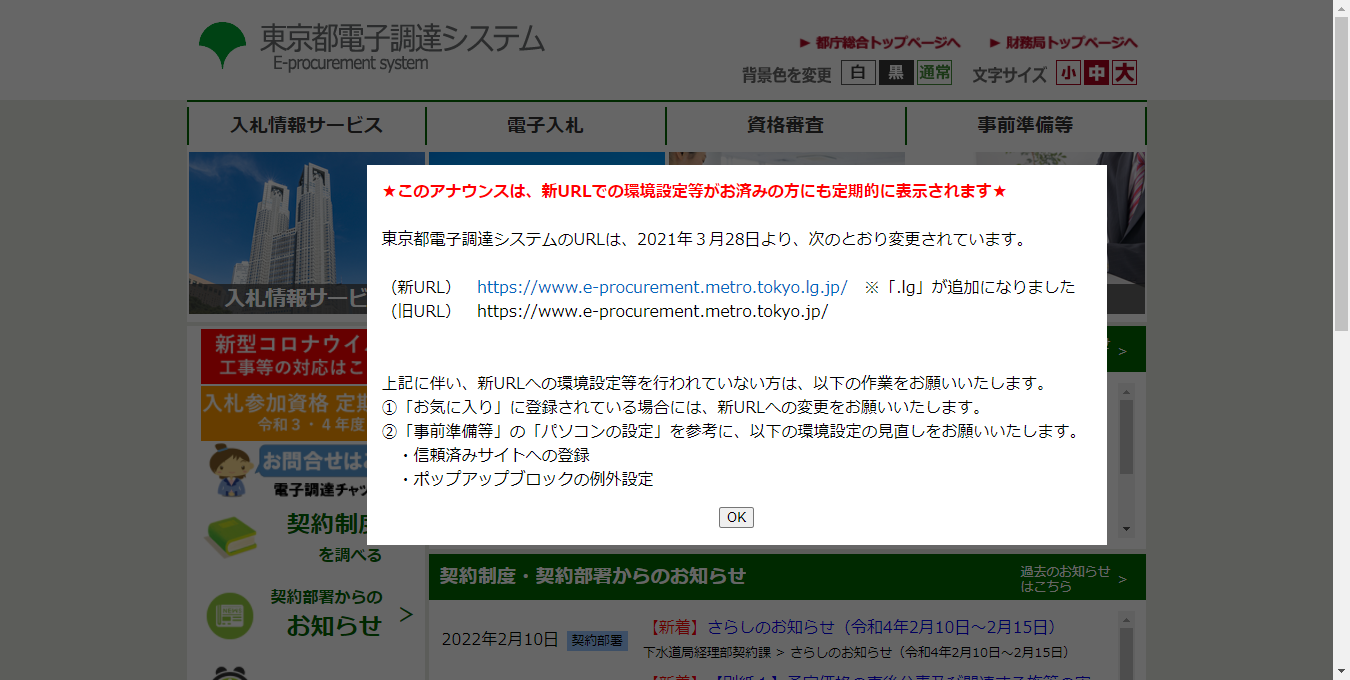 東京都電子調達システム
E-procurement system
► 都庁総合トップページへ ► 財務局トップページへ
背景色を変更 白 黒 通常 文字サイズ 小 中 大
入札情報サービス 電子入札 資格審査 事前準備等
★このアナウンスは、新URLでの環境設定等がお済みの方にも定期的に表示されます★
東京都電子調達システムのURLは、2021年３月28日より、次のとおり変更されています。
（新URL） https://www.e-procurement.metro.tokyo.lg.jp/ ※「.lg」が追加になりました
（旧URL） https://www.e-procurement.metro.tokyo.jp/
上記に伴い、新URLへの環境設定等を行われていない方は、以下の作業をお願いいたします。
①「お気に入り」に登録されている場合には、新URLへの変更をお願いいたします。
②「事前準備等」の「パソコンの設定」を参考に、以下の環境設定の見直しをお願いいたします。
・信頼済みサイトへの登録
・ポップアップブロックの例外設定
OK
入札情報サービ
新型コロナウイ
工事等の対応はこ
入札参加資格 定
令和３・４年度
お問合せは
電子調達チャッ
契約制度
を調べる
契約部署からの
お知らせ >
契約制度・契約部署からのお知らせ
過去のお知らせ
はこちら >
2022年2月10日 契約部署
【新着】さらしのお知らせ（令和4年2月10日～2月15日）
下水道局経理部契約課 > さらしのお知らせ（令和4年2月10日～2月15日）